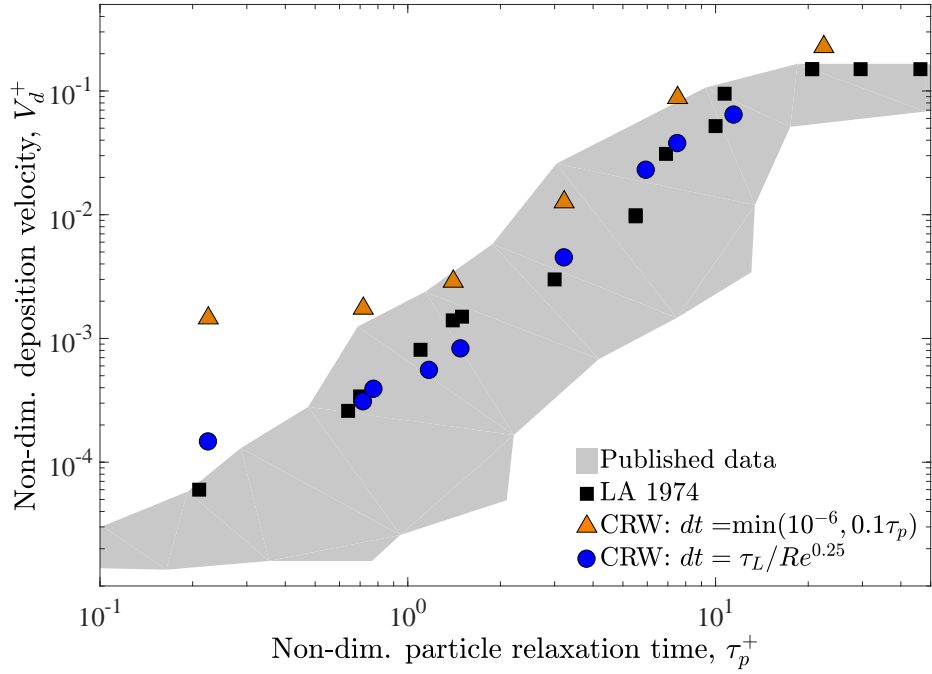 Non-dim. deposition velocity, V_d^+
10^{-1}
10^{-2}
10^{-3}
10^{-4}
Published data
LA 1974
CRW: dt =min(10^{-6}, 0.1τ_p)
CRW: dt = τ_L/Re^{0.25}
10^{-1} 10^0 10^1
Non-dim. particle relaxation time, τ_p^+